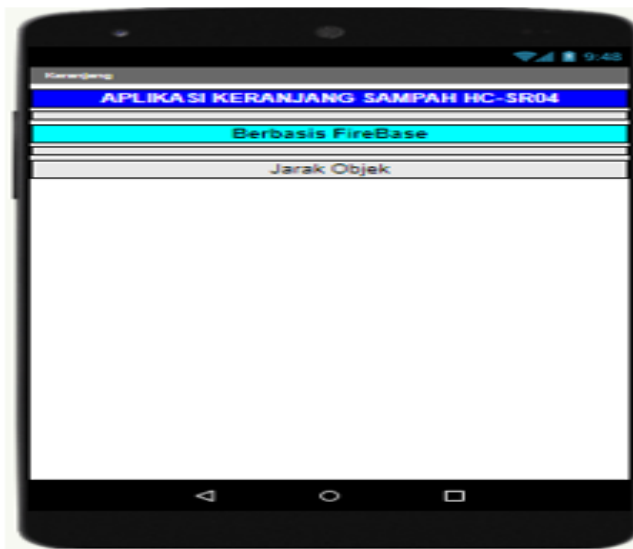 9:48
Keranjang
APLIKASI KERANJANG SAMPAH HC-SR04
Berbasis FireBase
Jarak Objek